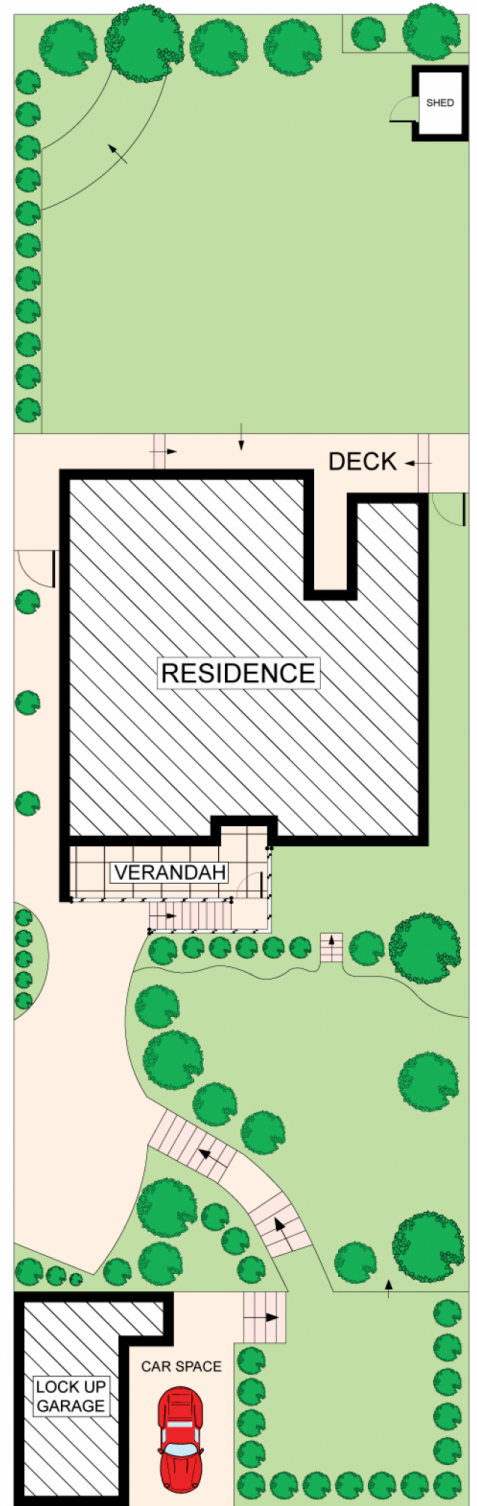 SHED
DECK
RESIDENCE
VERANDAH
CAR SPACE
LOCK UP
GARAGE